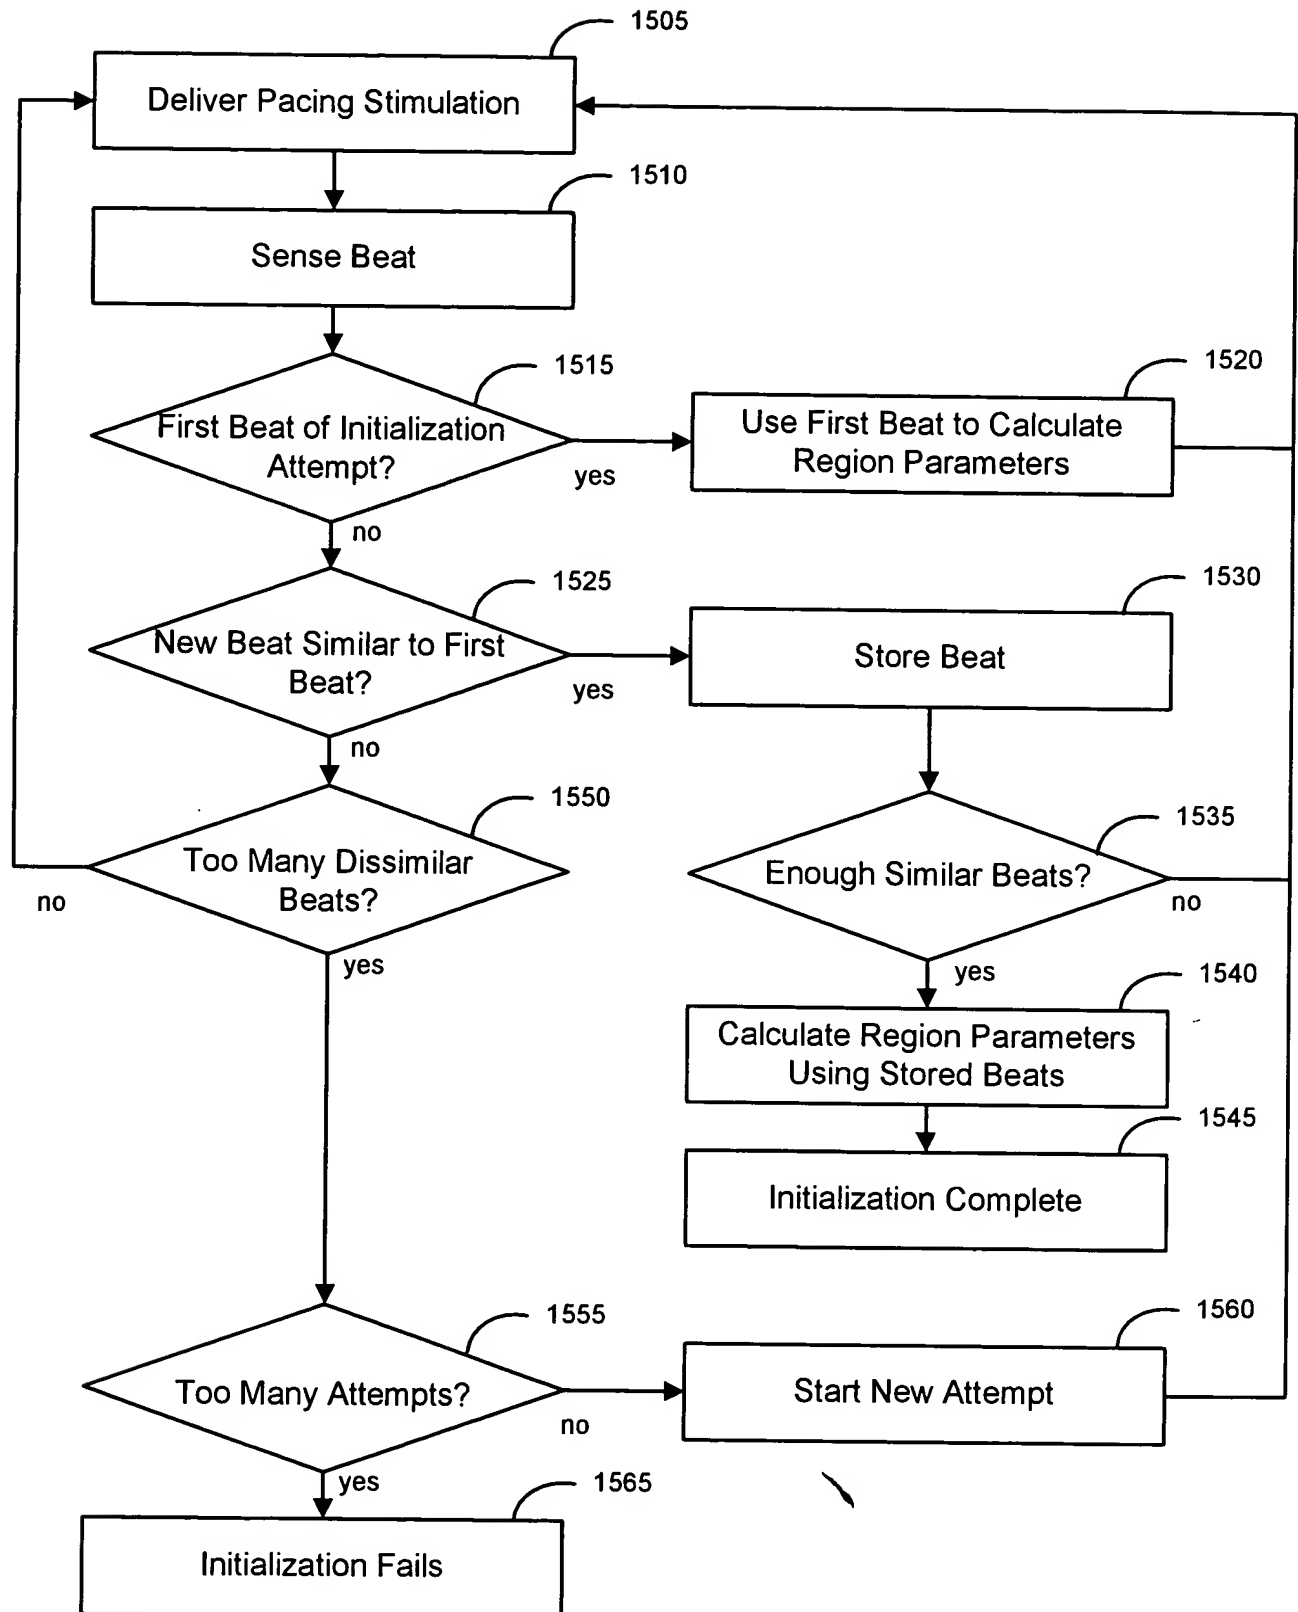 1505
Deliver Pacing Stimulation
1510
Sense Beat
1515
First Beat of Initialization
Attempt?
yes
no
1520
Use First Beat to Calculate
Region Parameters
1525
New Beat Similar to First
Beat?
yes
no
1530
Store Beat
1550
Too Many Dissimilar
Beats?
no
yes
1535
Enough Similar Beats?
no
yes
1540
Calculate Region Parameters
Using Stored Beats
1545
Initialization Complete
1555
Too Many Attempts?
no
yes
1560
Start New Attempt
1565
Initialization Fails